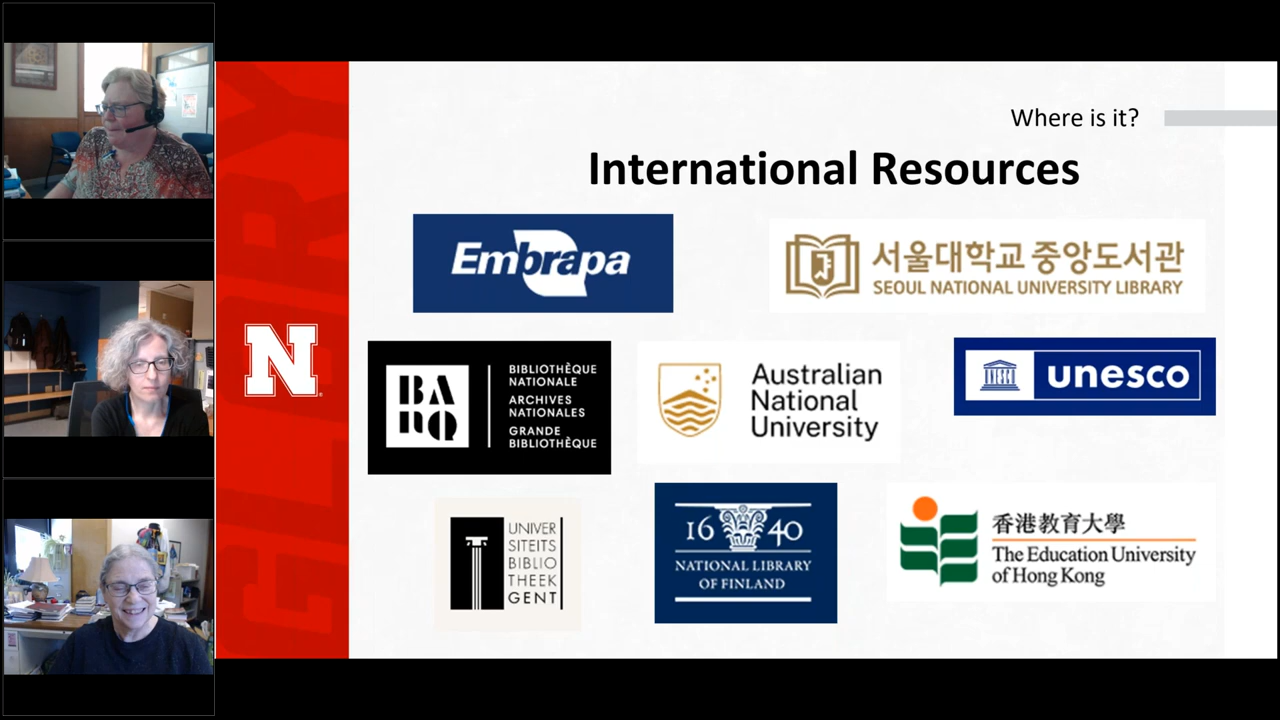 Where is it?
International Resources
Embrapa
서울대학교 중앙도서관
SEOUL NATIONAL UNIVERSITY LIBRARY
BA
NQ
BIBLIOTHÈQUE
NATIONALE
ARCHIVES
NATIONALES
GRANDE
BIBLIOTHÈQUE
Australian
National
University
unesco
UNIVER
SITEITS
BIBLIO
THEEK
GENT
16 40
NATIONAL LIBRARY
OF FINLAND
香港教育大學
The Education University
of Hong Kong
N
GLORY